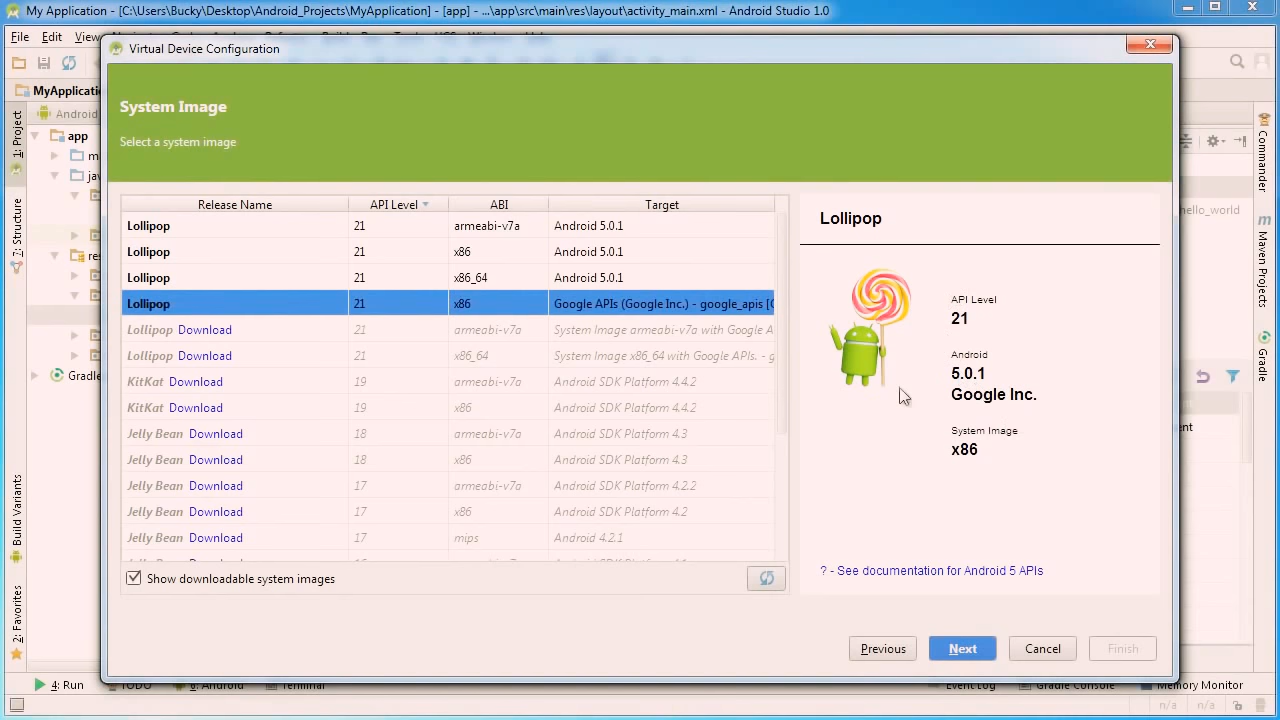 My Application - [C:\Users\Bucky\Desktop\Android_Projects\MyApplication] - [app] - ...\app\src\main\res\layout\activity_main.xml - Android Studio 1.0
File Edit View
Virtual Device Configuration
MyApplicatio
System Image
Select a system image
Android
app
1: Project
Z: Structure
Build Variants
2: Favorites
Gradle
Release Name API Level ABI Target
Lollipop 21 armeabi-v7a Android 5.0.1
Lollipop 21 x86 Android 5.0.1
Lollipop 21 x86_64 Android 5.0.1
Lollipop 21 x86 Google APIs (Google Inc.) - google_apis [G
Lollipop Download 21 armeabi-v7a System Image armeabi-v7a with Google A
Lollipop Download 21 x86_64 System Image x86_64 with Google APIs. - g
KitKat Download 19 armeabi-v7a Android SDK Platform 4.4.2
KitKat Download 19 x86 Android SDK Platform 4.4.2
Jelly Bean Download 18 armeabi-v7a Android SDK Platform 4.3
Jelly Bean Download 18 x86 Android SDK Platform 4.3
Jelly Bean Download 17 armeabi-v7a Android SDK Platform 4.2.2
Jelly Bean Download 17 x86 Android SDK Platform 4.2
Jelly Bean Download 17 mips Android 4.2.1
Show downloadable system images
Lollipop
API Level
21
Android
5.0.1
Google Inc.
System Image
x86
? - See documentation for Android 5 APIs
Previous Next Cancel Finish
hello_world
Commander
Maven Projects
Gradle
4: Run TODO 6: Android Terminal Event Log Gradle Console Memory Monitor
n/a n/a